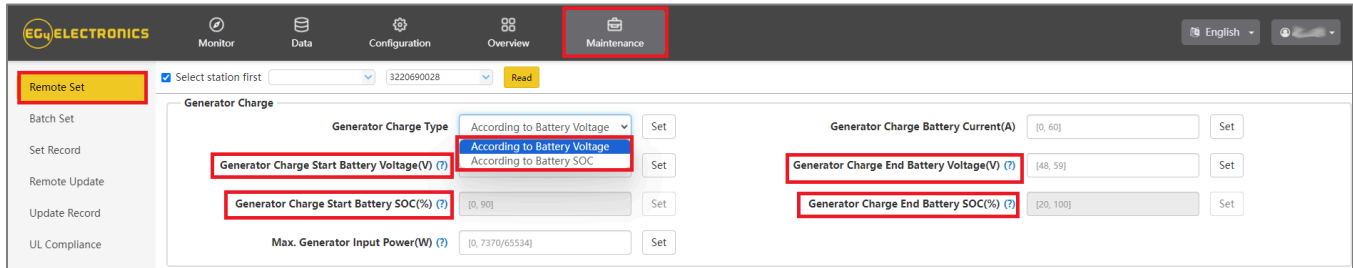 EG4 ELECTRONICS
Monitor
Data
Configuration
Overview
Maintenance
English
Remote Set
Batch Set
Set Record
Remote Update
Update Record
UL Compliance
Select station first
3220690028
Read
Generator Charge
Generator Charge Type
According to Battery Voltage
Set
Generator Charge Battery Current(A)
[0, 60]
Set
According to Battery Voltage
According to Battery SOC
Generator Charge Start Battery Voltage(V) (?)
Set
Generator Charge End Battery Voltage(V) (?)
[48, 59]
Set
Generator Charge Start Battery SOC(%) (?)
[0, 90]
Set
Generator Charge End Battery SOC(%) (?)
[20, 100]
Set
Max. Generator Input Power(W) (?)
[0, 7370/65534]
Set